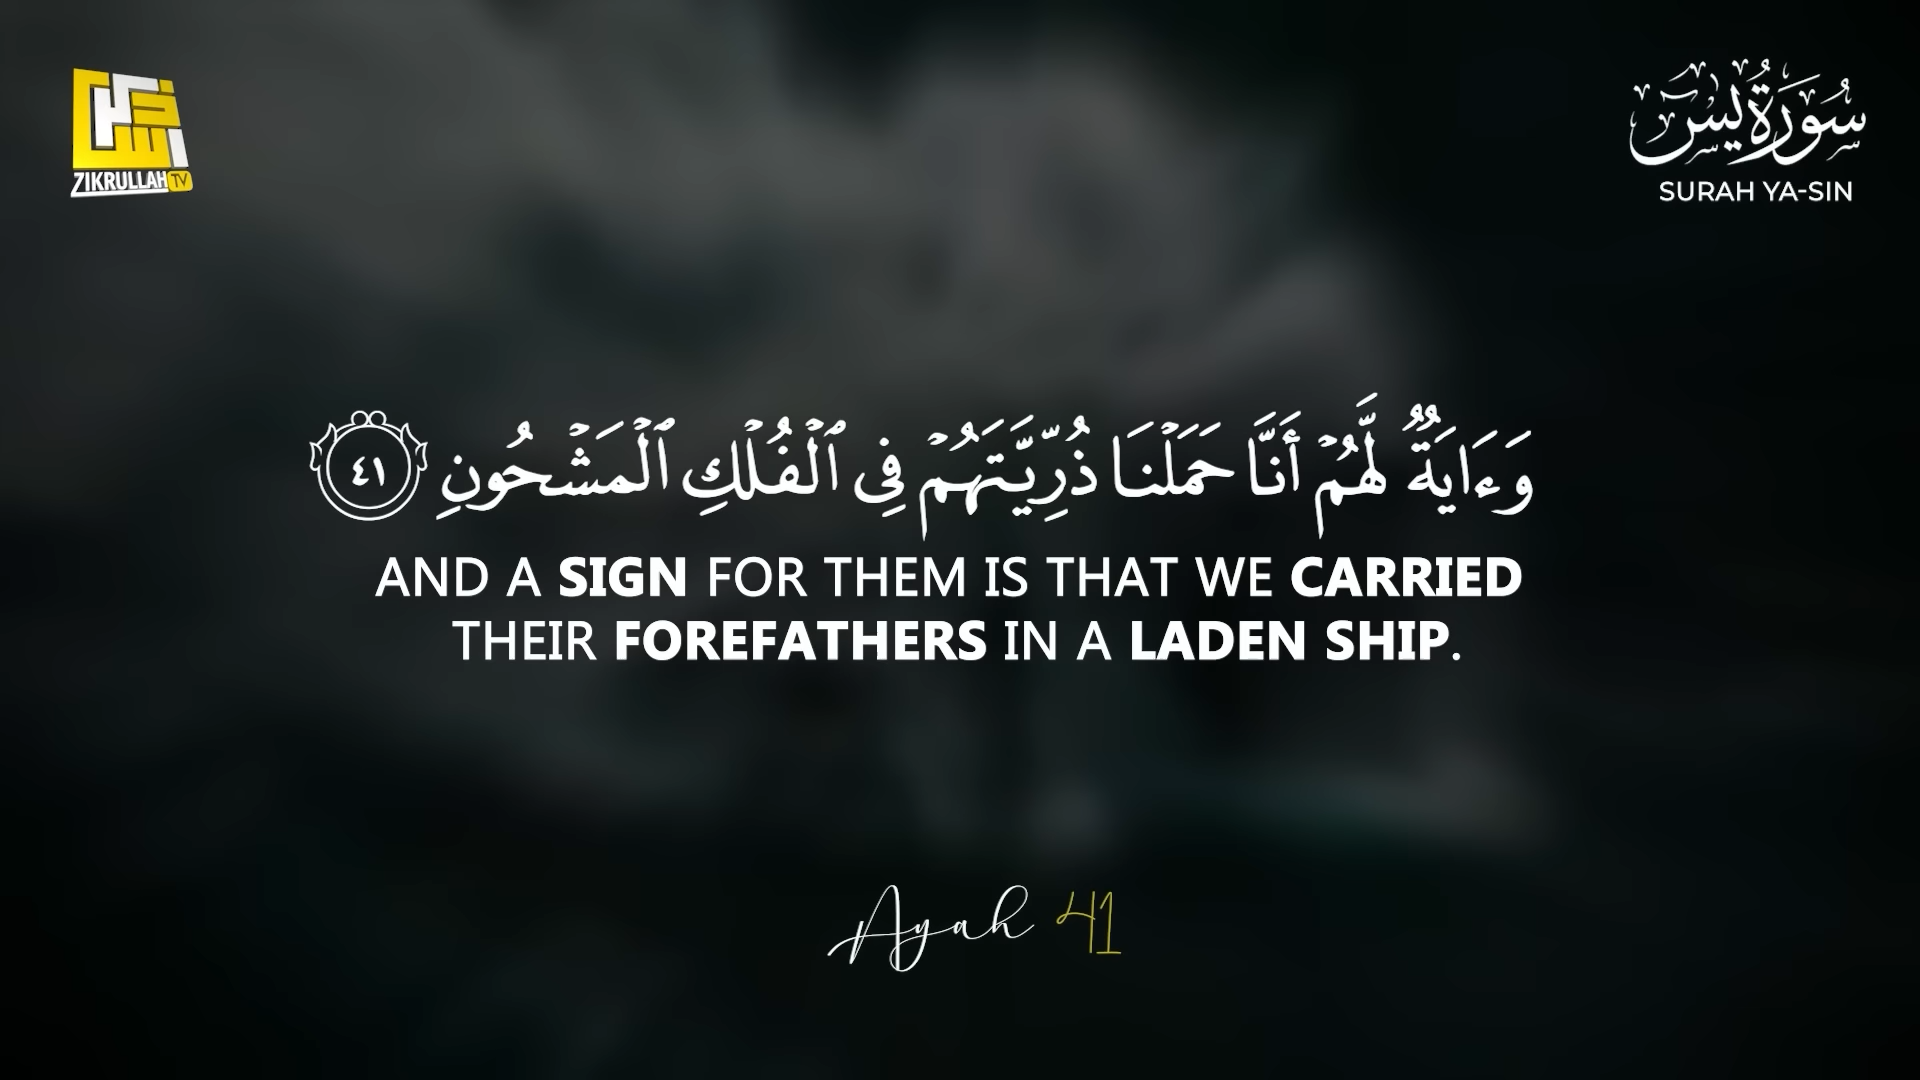 ZIKRULLAH TV
سُورَةُ يسٓ
SURAH YA-SIN
وَءَايَةٌ لَّهُمْ أَنَّا حَمَلْنَا ذُرِّيَّتَهُمْ فِى ٱلْفُلْكِ ٱلْمَشْحُونِ ٤١
AND A SIGN FOR THEM IS THAT WE CARRIED
THEIR FOREFATHERS IN A LADEN SHIP.
Ayah 41